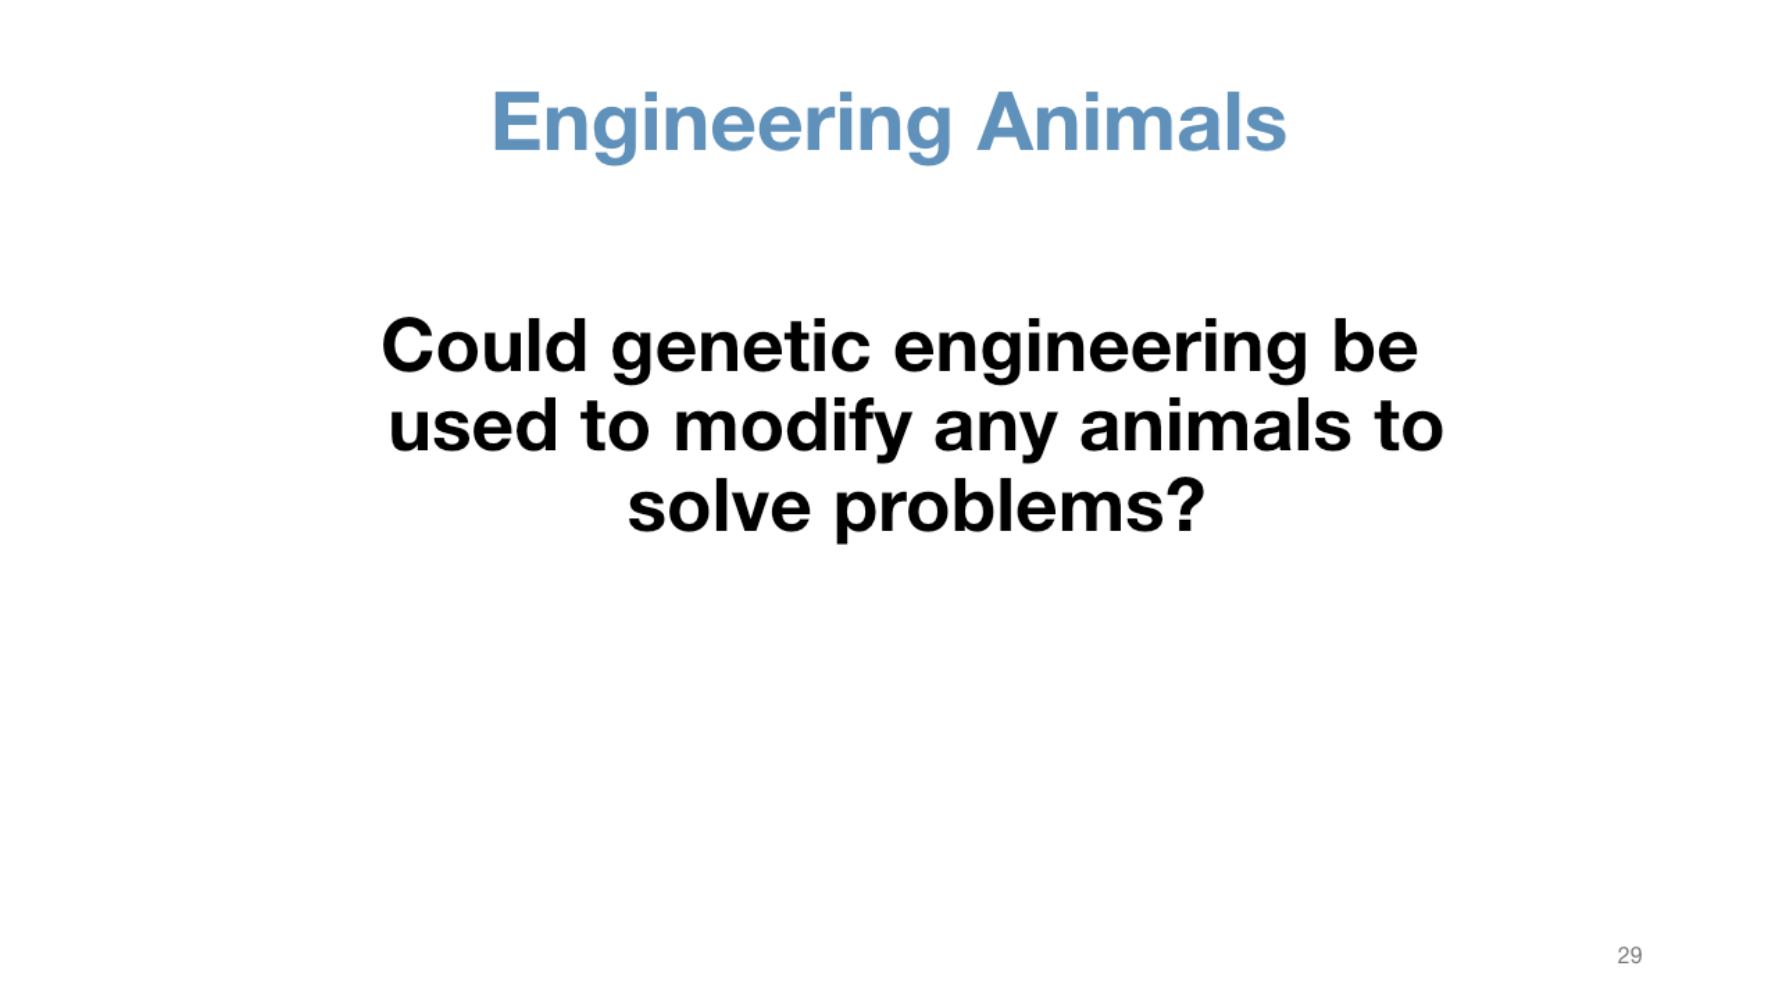 Engineering Animals
Could genetic engineering be
used to modify any animals to
solve problems?
29